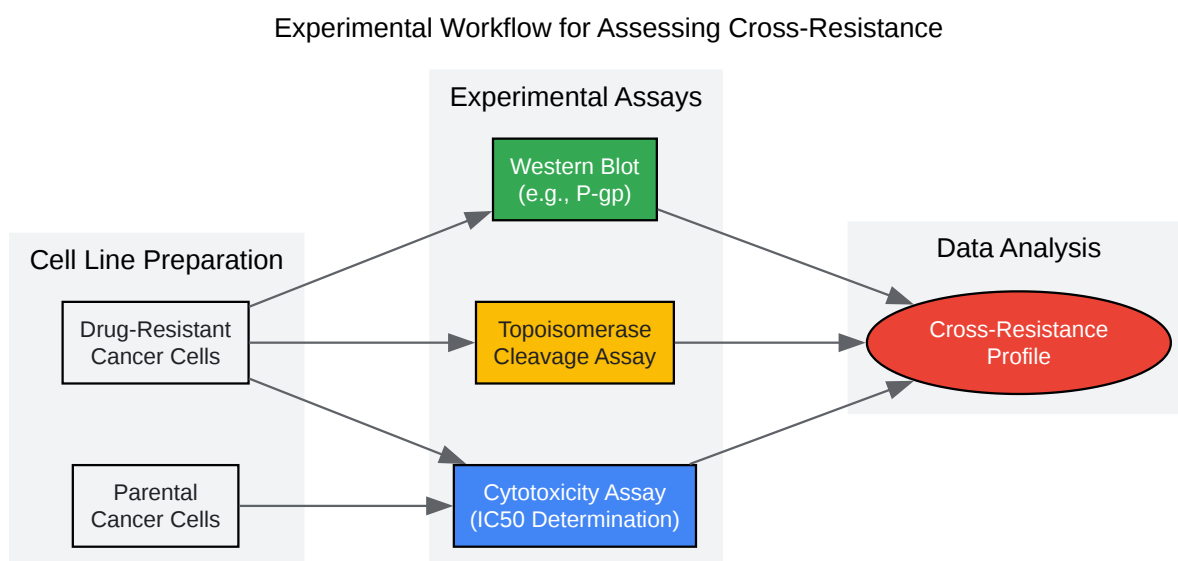 Experimental Workflow for Assessing Cross-Resistance
Cell Line Preparation
Drug-Resistant
Cancer Cells
Parental
Cancer Cells
Experimental Assays
Western Blot
(e.g., P-gp)
Topoisomerase
Cleavage Assay
Cytotoxicity Assay
(IC50 Determination)
Data Analysis
Cross-Resistance
Profile